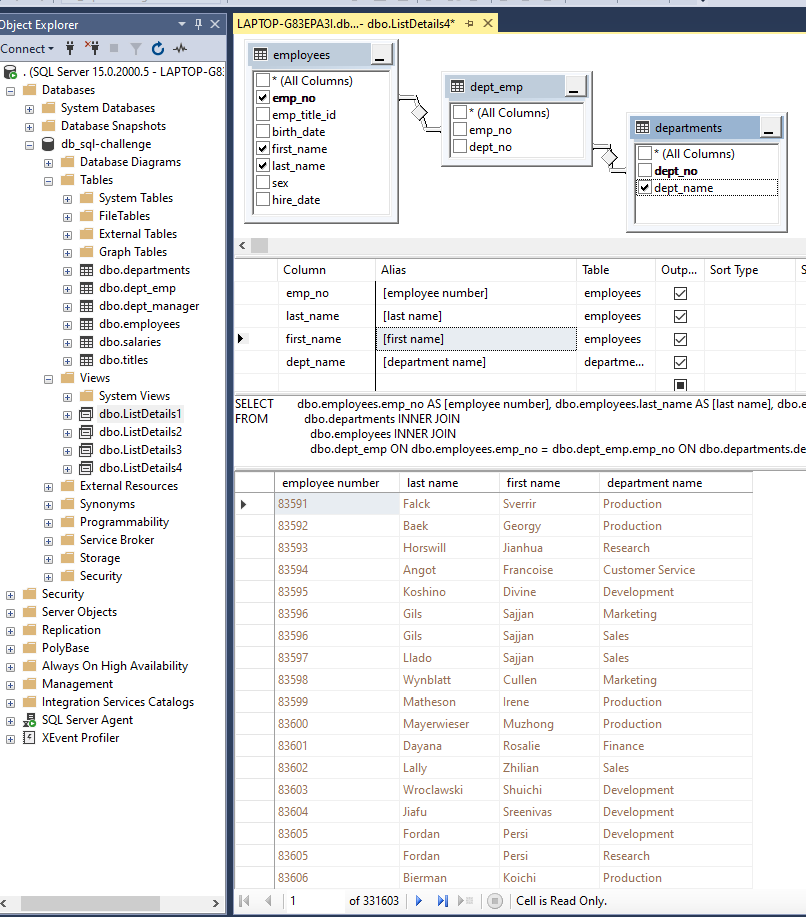 Object Explorer
Connect
. (SQL Server 15.0.2000.5 - LAPTOP-G83
Databases
System Databases
Database Snapshots
db_sql-challenge
Database Diagrams
Tables
System Tables
FileTables
External Tables
Graph Tables
dbo.departments
dbo.dept_emp
dbo.dept_manager
dbo.employees
dbo.salaries
dbo.titles
Views
System Views
dbo.ListDetails1
dbo.ListDetails2
dbo.ListDetails3
dbo.ListDetails4
External Resources
Synonyms
Programmability
Service Broker
Storage
Security
Security
Server Objects
Replication
PolyBase
Always On High Availability
Management
Integration Services Catalogs
SQL Server Agent
XEvent Profiler
LAPTOP-G83EPA3I.db...- dbo.ListDetails4*
employees
* (All Columns)
emp_no
emp_title_id
birth_date
first_name
last_name
sex
hire_date
dept_emp
* (All Columns)
emp_no
dept_no
departments
* (All Columns)
dept_no
dept_name
Column Alias Table Outp... Sort Type S
emp_no [employee number] employees
last_name [last name] employees
first_name [first name] employees
dept_name [department name] departme...
SELECT dbo.employees.emp_no AS [employee number], dbo.employees.last_name AS [last name], dbo.e
FROM dbo.departments INNER JOIN
dbo.employees INNER JOIN
dbo.dept_emp ON dbo.employees.emp_no = dbo.dept_emp.emp_no ON dbo.departments.de
employee number last name first name department name
83591 Falck Sverrir Production
83592 Baek Georgy Production
83593 Horswill Jianhua Research
83594 Angot Francoise Customer Service
83595 Koshino Divine Development
83596 Gils Sajjan Marketing
83596 Gils Sajjan Sales
83597 Llado Sajjan Sales
83598 Wynblatt Cullen Marketing
83599 Matheson Irene Production
83600 Mayerwieser Muzhong Production
83601 Dayana Rosalie Finance
83602 Lally Zhilian Sales
83603 Wroclawski Shuichi Development
83604 Jiafu Sreenivas Development
83605 Fordan Persi Development
83605 Fordan Persi Research
83606 Bierman Koichi Production
1 of 331603 Cell is Read Only.